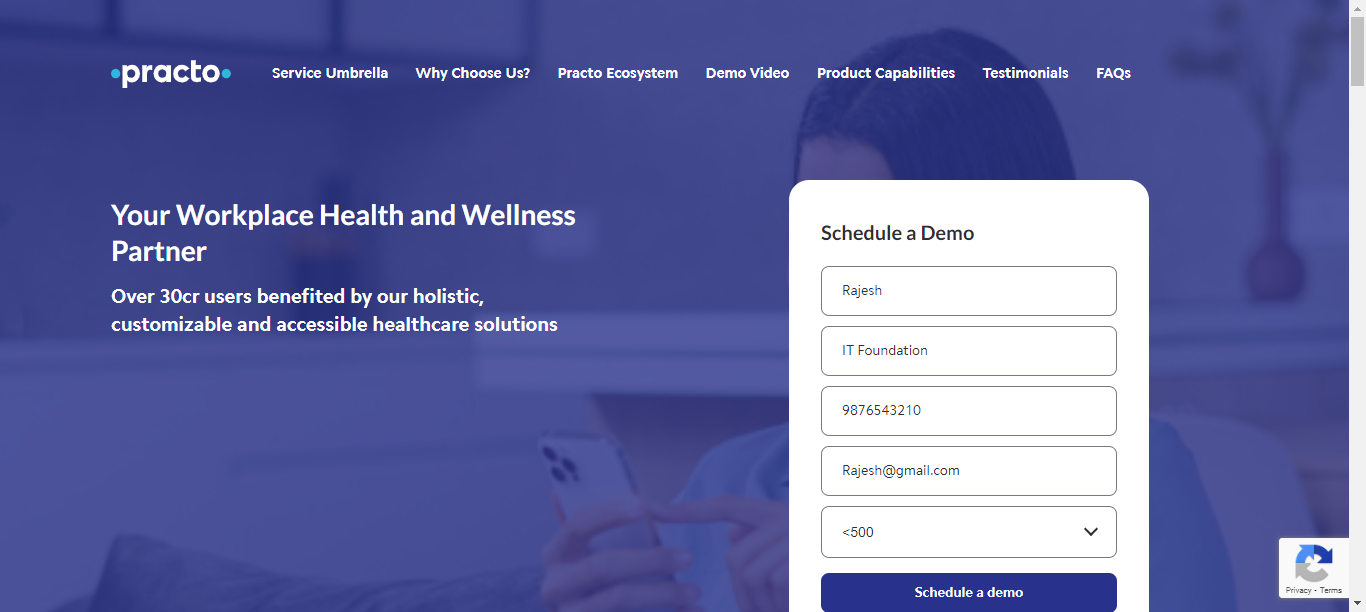 practo
Service Umbrella
Why Choose Us?
Practo Ecosystem
Demo Video
Product Capabilities
Testimonials
FAQs
Your Workplace Health and Wellness
Partner
Over 30cr users benefited by our holistic,
customizable and accessible healthcare solutions
Schedule a Demo
Rajesh
IT Foundation
9876543210
Rajesh@gmail.com
<500
Schedule a demo
Privacy - Terms